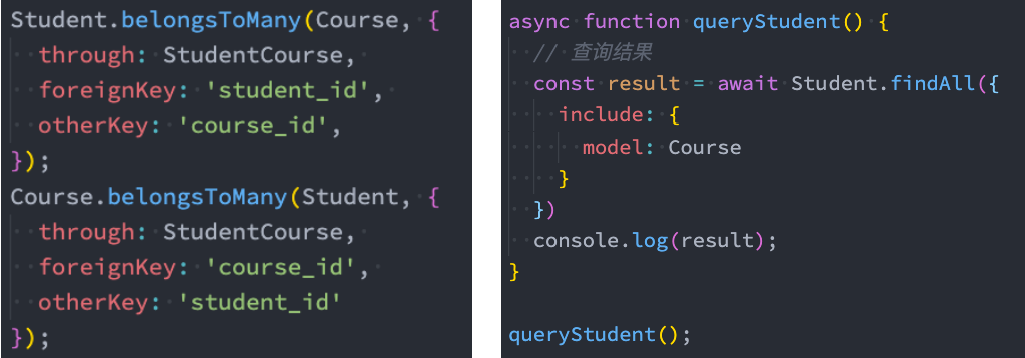 Student.belongsToMany(Course, {
  through: StudentCourse,
  foreignKey: 'student_id',
  otherKey: 'course_id',
});
Course.belongsToMany(Student, {
  through: StudentCourse,
  foreignKey: 'course_id',
  otherKey: 'student_id'
});
async function queryStudent() {
  // 查询结果
  const result = await Student.findAll({
    include: {
      model: Course
    }
  })
  console.log(result);
}
queryStudent();